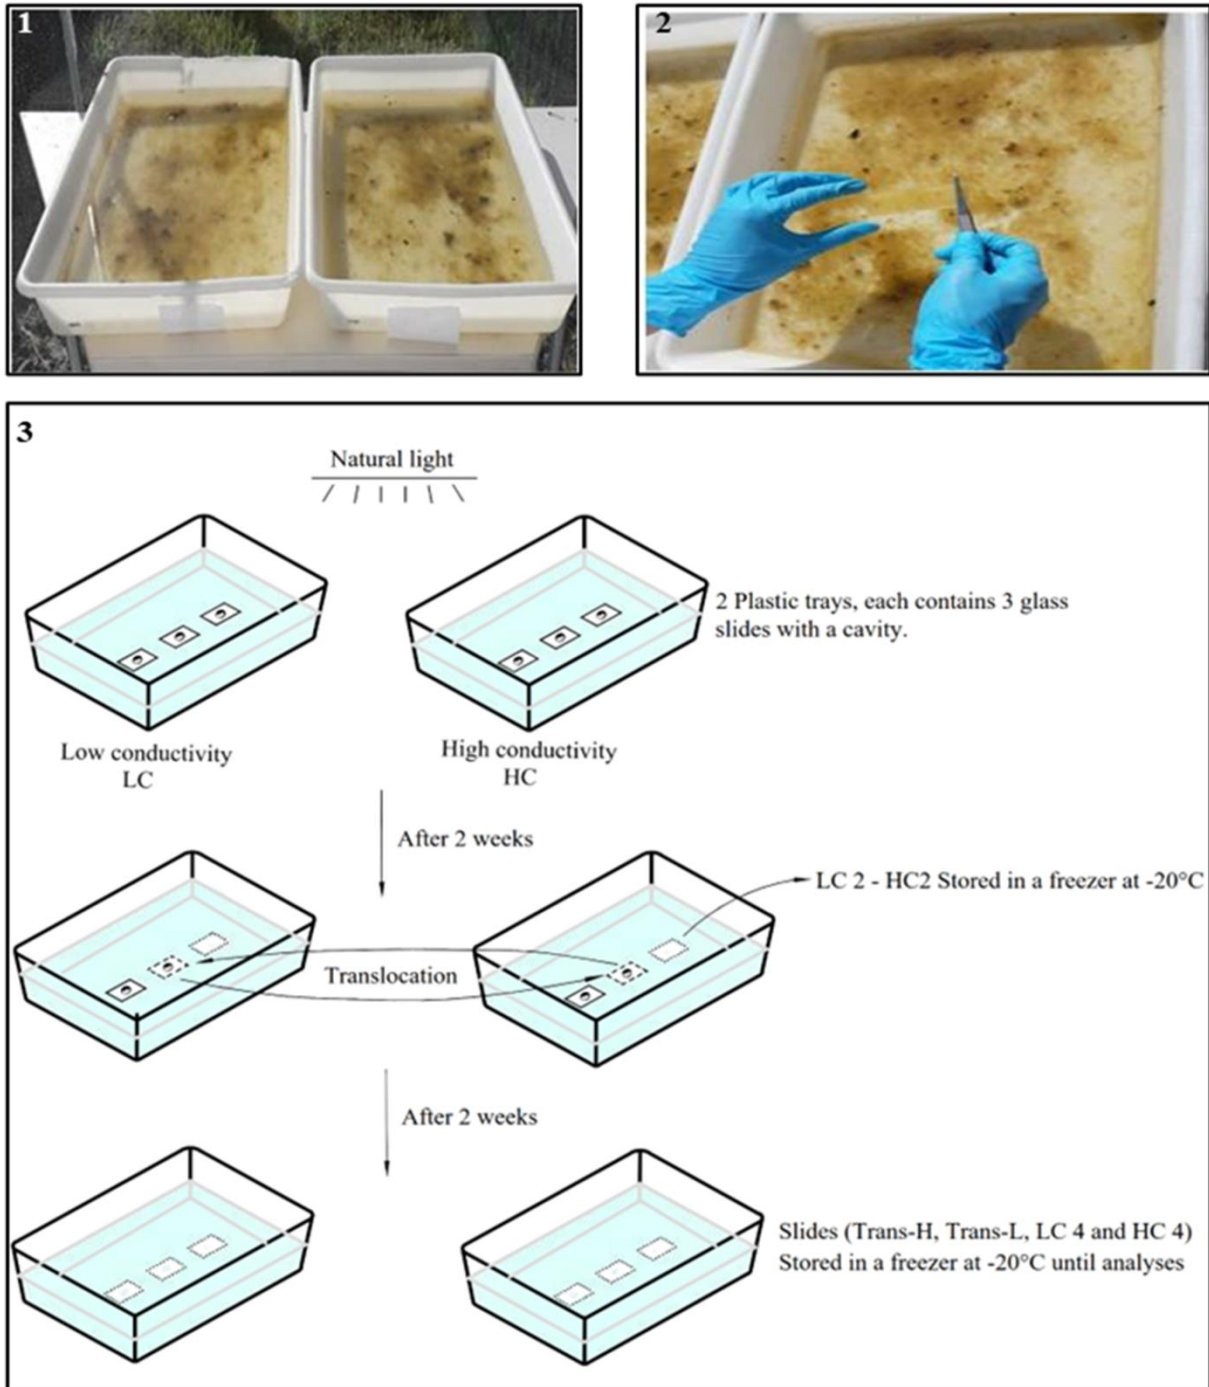 1
2
3
Natural light
2 Plastic trays, each contains 3 glass
slides with a cavity.
Low conductivity
LC
High conductivity
HC
After 2 weeks
LC 2 - HC2 Stored in a freezer at -20°C
Translocation
After 2 weeks
Slides (Trans-H, Trans-L, LC 4 and HC 4)
Stored in a freezer at -20°C until analyses